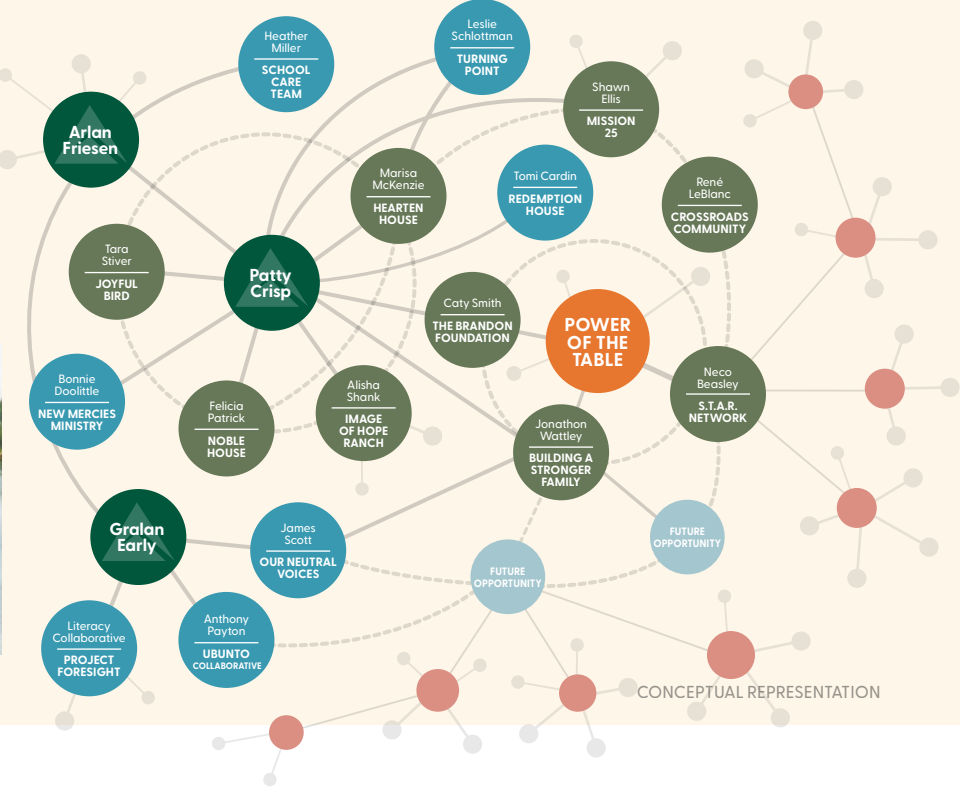 Leslie
Schlottman
TURNING
POINT
Heather
Miller
SCHOOL
CARE
TEAM
Shawn
Ellis
MISSION
25
Arlan
Friesen
Marisa
McKenzie
HEARTEN
HOUSE
Tomi Cardin
REDEMPTION
HOUSE
René
LeBlanc
CROSSROADS
COMMUNITY
Tara
Stiver
JOYFUL
BIRD
Patty
Crisp
Caty Smith
THE BRANDON
FOUNDATION
POWER
OF THE
TABLE
Bonnie
Doolittle
NEW MERCIES
MINISTRY
Felicia
Patrick
NOBLE
HOUSE
Alisha
Shank
IMAGE
OF HOPE
RANCH
Neco
Beasley
S.T.A.R.
NETWORK
Jonathon
Wattley
BUILDING A
STRONGER
FAMILY
Gralan
Early
James
Scott
OUR NEUTRAL
VOICES
FUTURE
OPPORTUNITY
FUTURE
OPPORTUNITY
Literacy
Collaborative
PROJECT
FORESIGHT
Anthony
Payton
UBUNTO
COLLABORATIVE
CONCEPTUAL REPRESENTATION